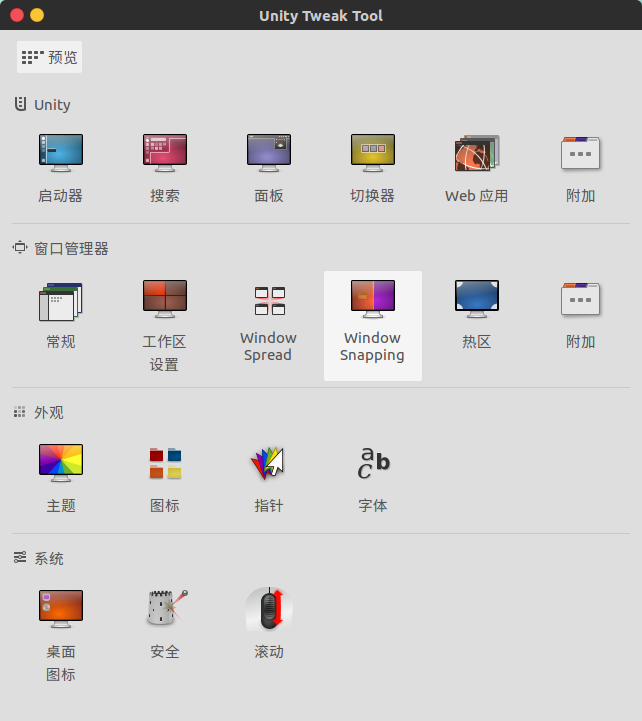 Unity Tweak Tool
预览
Unity
启动器
搜索
面板
切换器
Web 应用
附加
窗口管理器
常规
工作区
设置
Window
Spread
Window
Snapping
热区
附加
外观
主题
图标
指针
a
c b
字体
系统
桌面
图标
安全
滚动